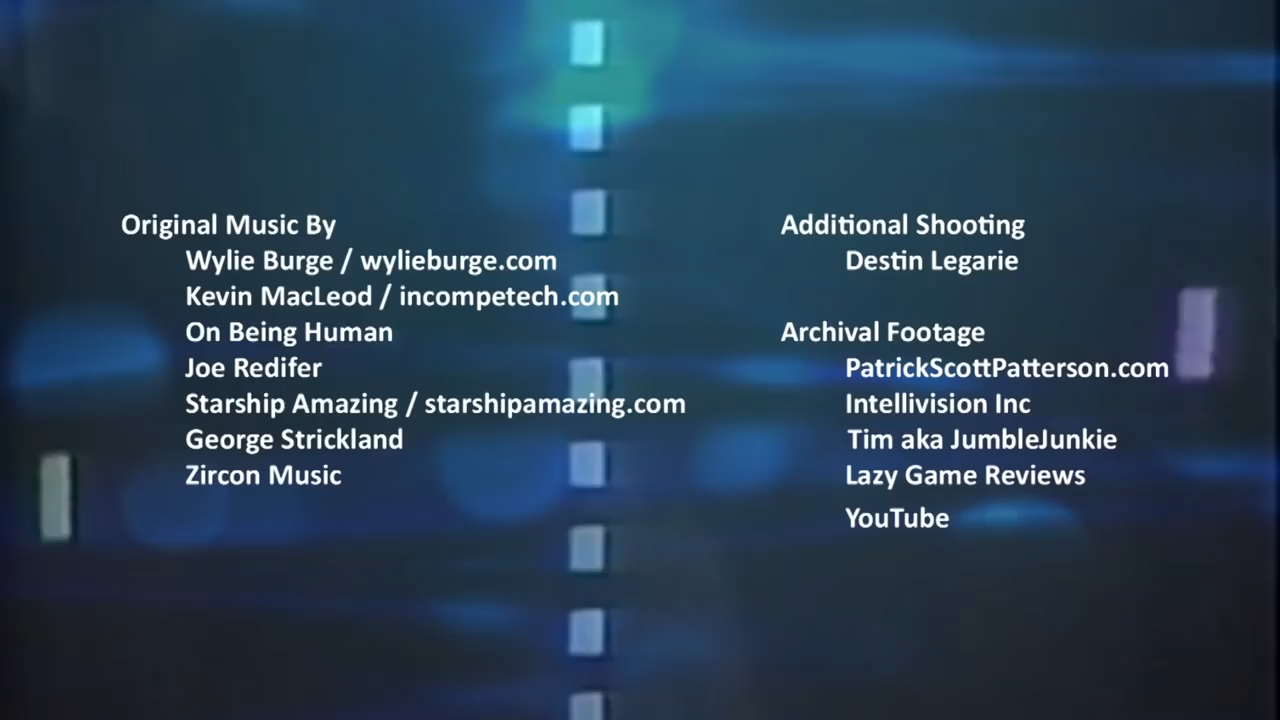 Original Music By
Wylie Burge / wylieburge.com
Kevin MacLeod / incompetech.com
On Being Human
Joe Redifer
Starship Amazing / starshipamazing.com
George Strickland
Zircon Music
Additional Shooting
Destin Legarie
Archival Footage
PatrickScottPatterson.com
Intellivision Inc
Tim aka JumbleJunkie
Lazy Game Reviews
YouTube